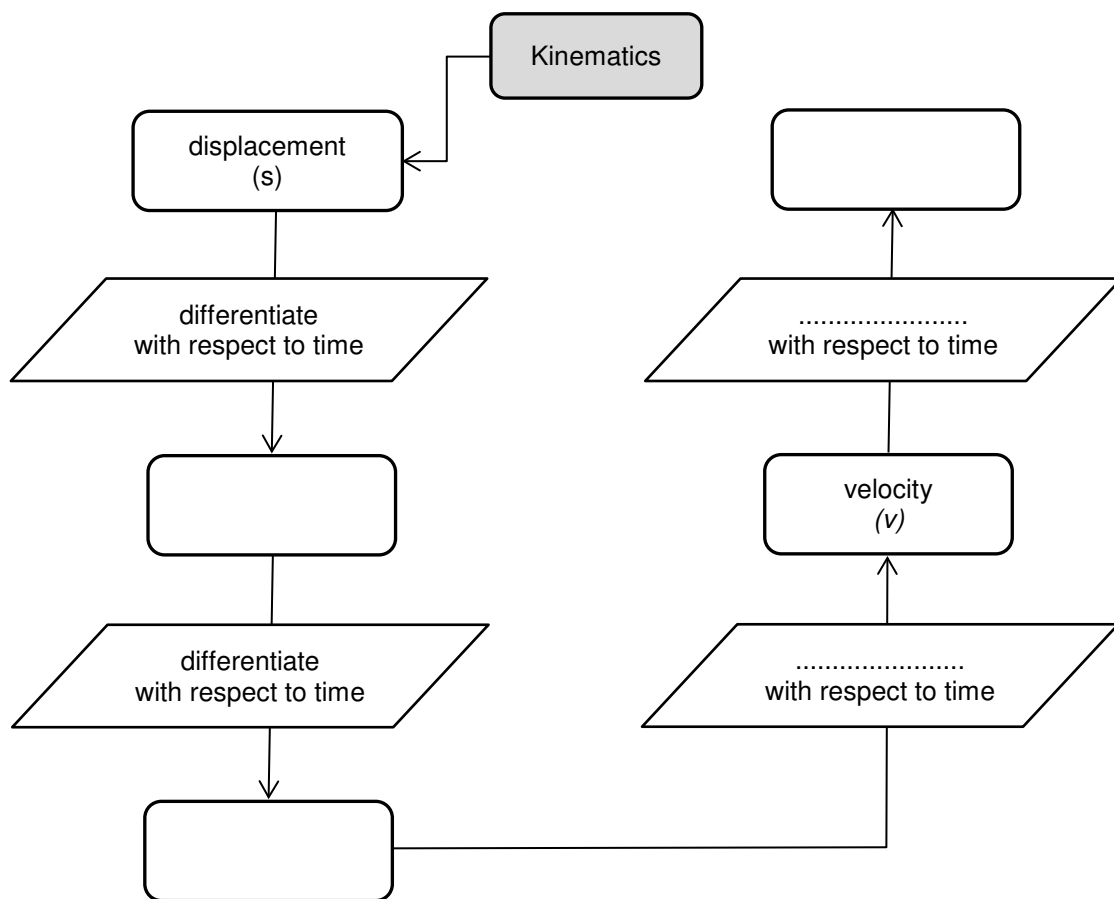 Kinematics
displacement
(s)
differentiate
with respect to time
differentiate
with respect to time
.......................
with respect to time
velocity
(v)
.......................
with respect to time